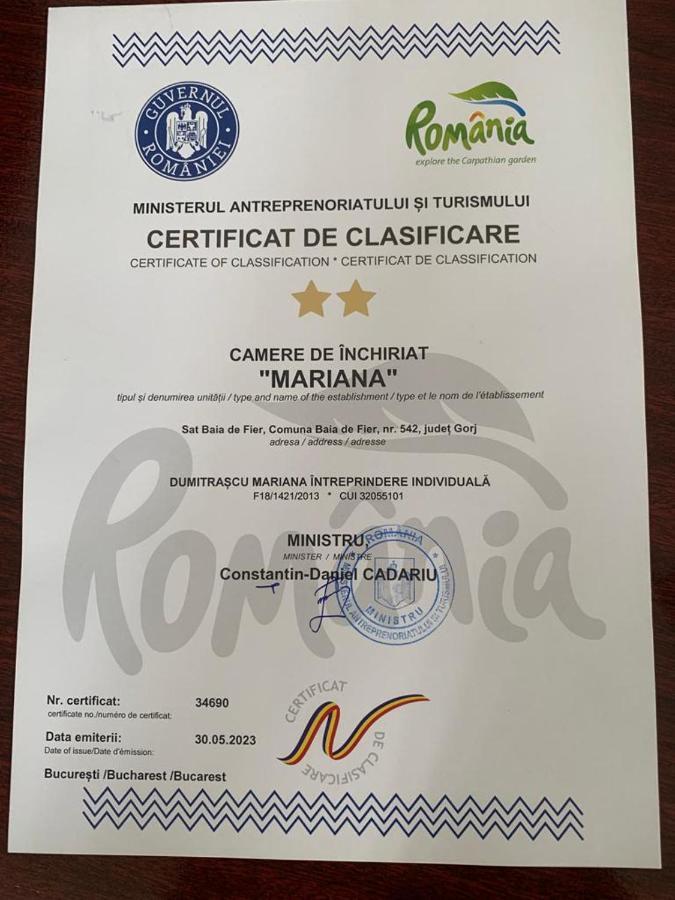 GUVERNUL ROMÂNIEI
România
explore the Carpathian garden
MINISTERUL ANTREPRENORIATULUI ȘI TURISMULUI
CERTIFICAT DE CLASIFICARE
CERTIFICATE OF CLASSIFICATION * CERTIFICAT DE CLASSIFICATION
CAMERE DE ÎNCHIRIAT
"MARIANA"
tipul și denumirea unității / type and name of the establishment / type et le nom de l'établissement
Sat Baia de Fier, Comuna Baia de Fier, nr. 542, județ Gorj
adresa / address / adresse
DUMITRAȘCU MARIANA ÎNTREPRINDERE INDIVIDUALĂ
F18/1421/2013 * CUI 32055101
România
MINISTRU,
MINISTER / MINISTRE
Constantin-Daniel CADARIU
ROMANIA
MINISTERUL ANTREPRENORIATULUI ȘI TURISMULUI
MINISTRU
Nr. certificat: 34690
certificate no./numéro de certificat:
Data emiterii: 30.05.2023
Date of issue/Date d'émission:
București /Bucharest /Bucarest
CERTIFICAT
DE CLASIFICARE